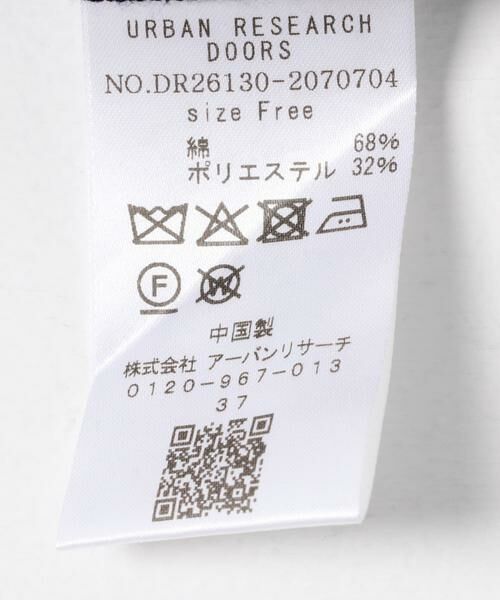 URBAN RESEARCH
DOORS
NO.DR26130-2070704
size Free
綿 68%
ポリエステル 32%
F
W
中国製
株式会社 アーバンリサーチ
0120-967-013
37